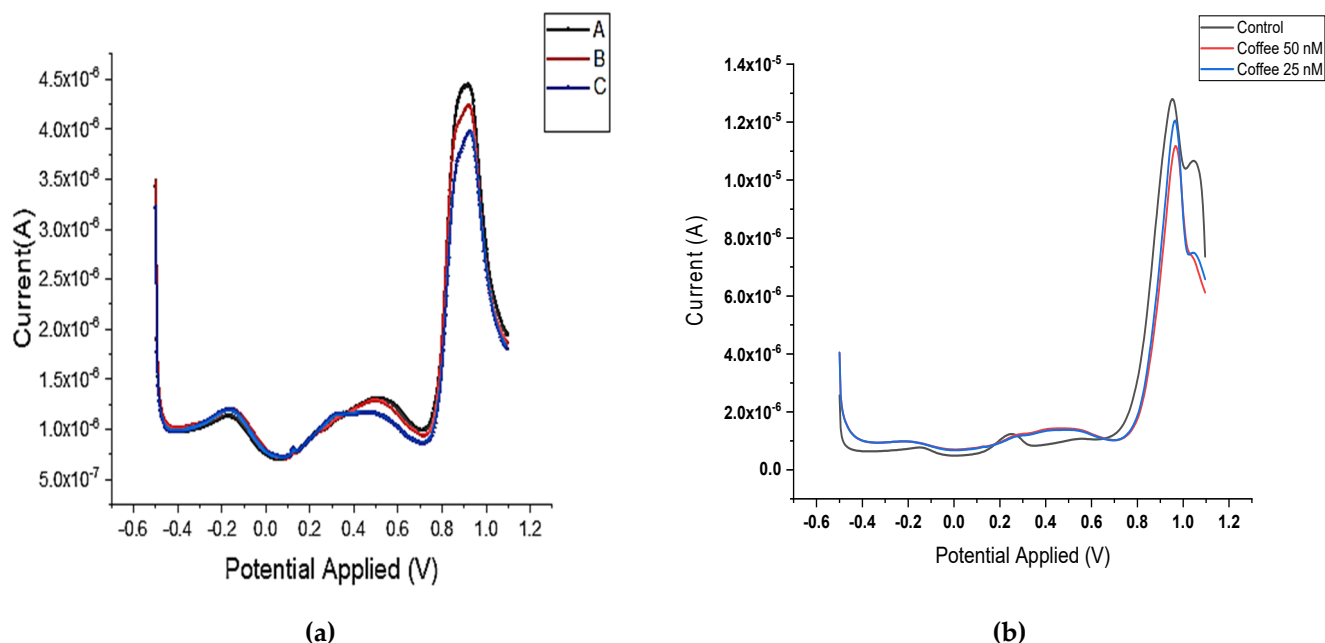 A
B
C
4.5x10⁻⁶
4.0x10⁻⁶
3.5x10⁻⁶
3.0x10⁻⁶
2.5x10⁻⁶
2.0x10⁻⁶
1.5x10⁻⁶
1.0x10⁻⁶
5.0x10⁻⁷
Current(A)
-0.6 -0.4 -0.2 0.0 0.2 0.4 0.6 0.8 1.0 1.2
Potential Applied (V)
(a)
Control
Coffee 50 nM
Coffee 25 nM
1.4x10⁻⁵
1.2x10⁻⁵
1.0x10⁻⁵
8.0x10⁻⁶
6.0x10⁻⁶
4.0x10⁻⁶
2.0x10⁻⁶
0.0
Current (A)
-0.6 -0.4 -0.2 0.0 0.2 0.4 0.6 0.8 1.0 1.2
Potential Applied (V)
(b)